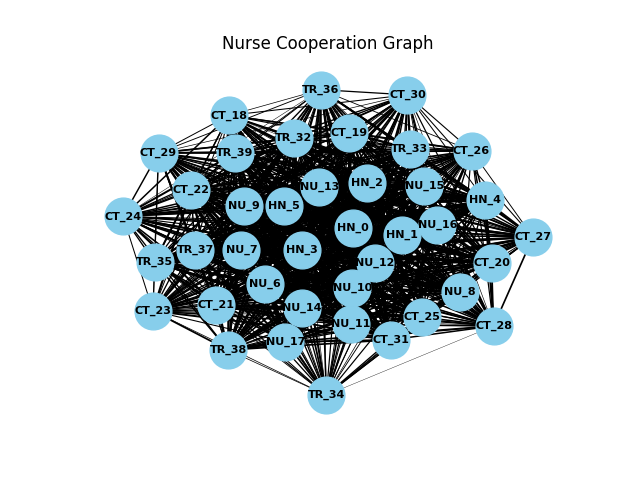 Nurse Cooperation Graph
TR_36
CT_30
CT_18
TR_32
CT_19
CT_29
TR_39
TR_33
CT_26
CT_22
NU_13
HN_2
NU_15
CT_24
NU_9
HN_5
HN_4
HN_0
HN_1
NU_16
CT_27
TR_35
TR_37
NU_7
HN_3
NU_12
CT_20
NU_6
NU_10
NU_8
CT_23
CT_21
NU_14
NU_11
CT_25
CT_28
TR_38
NU_17
CT_31
TR_34